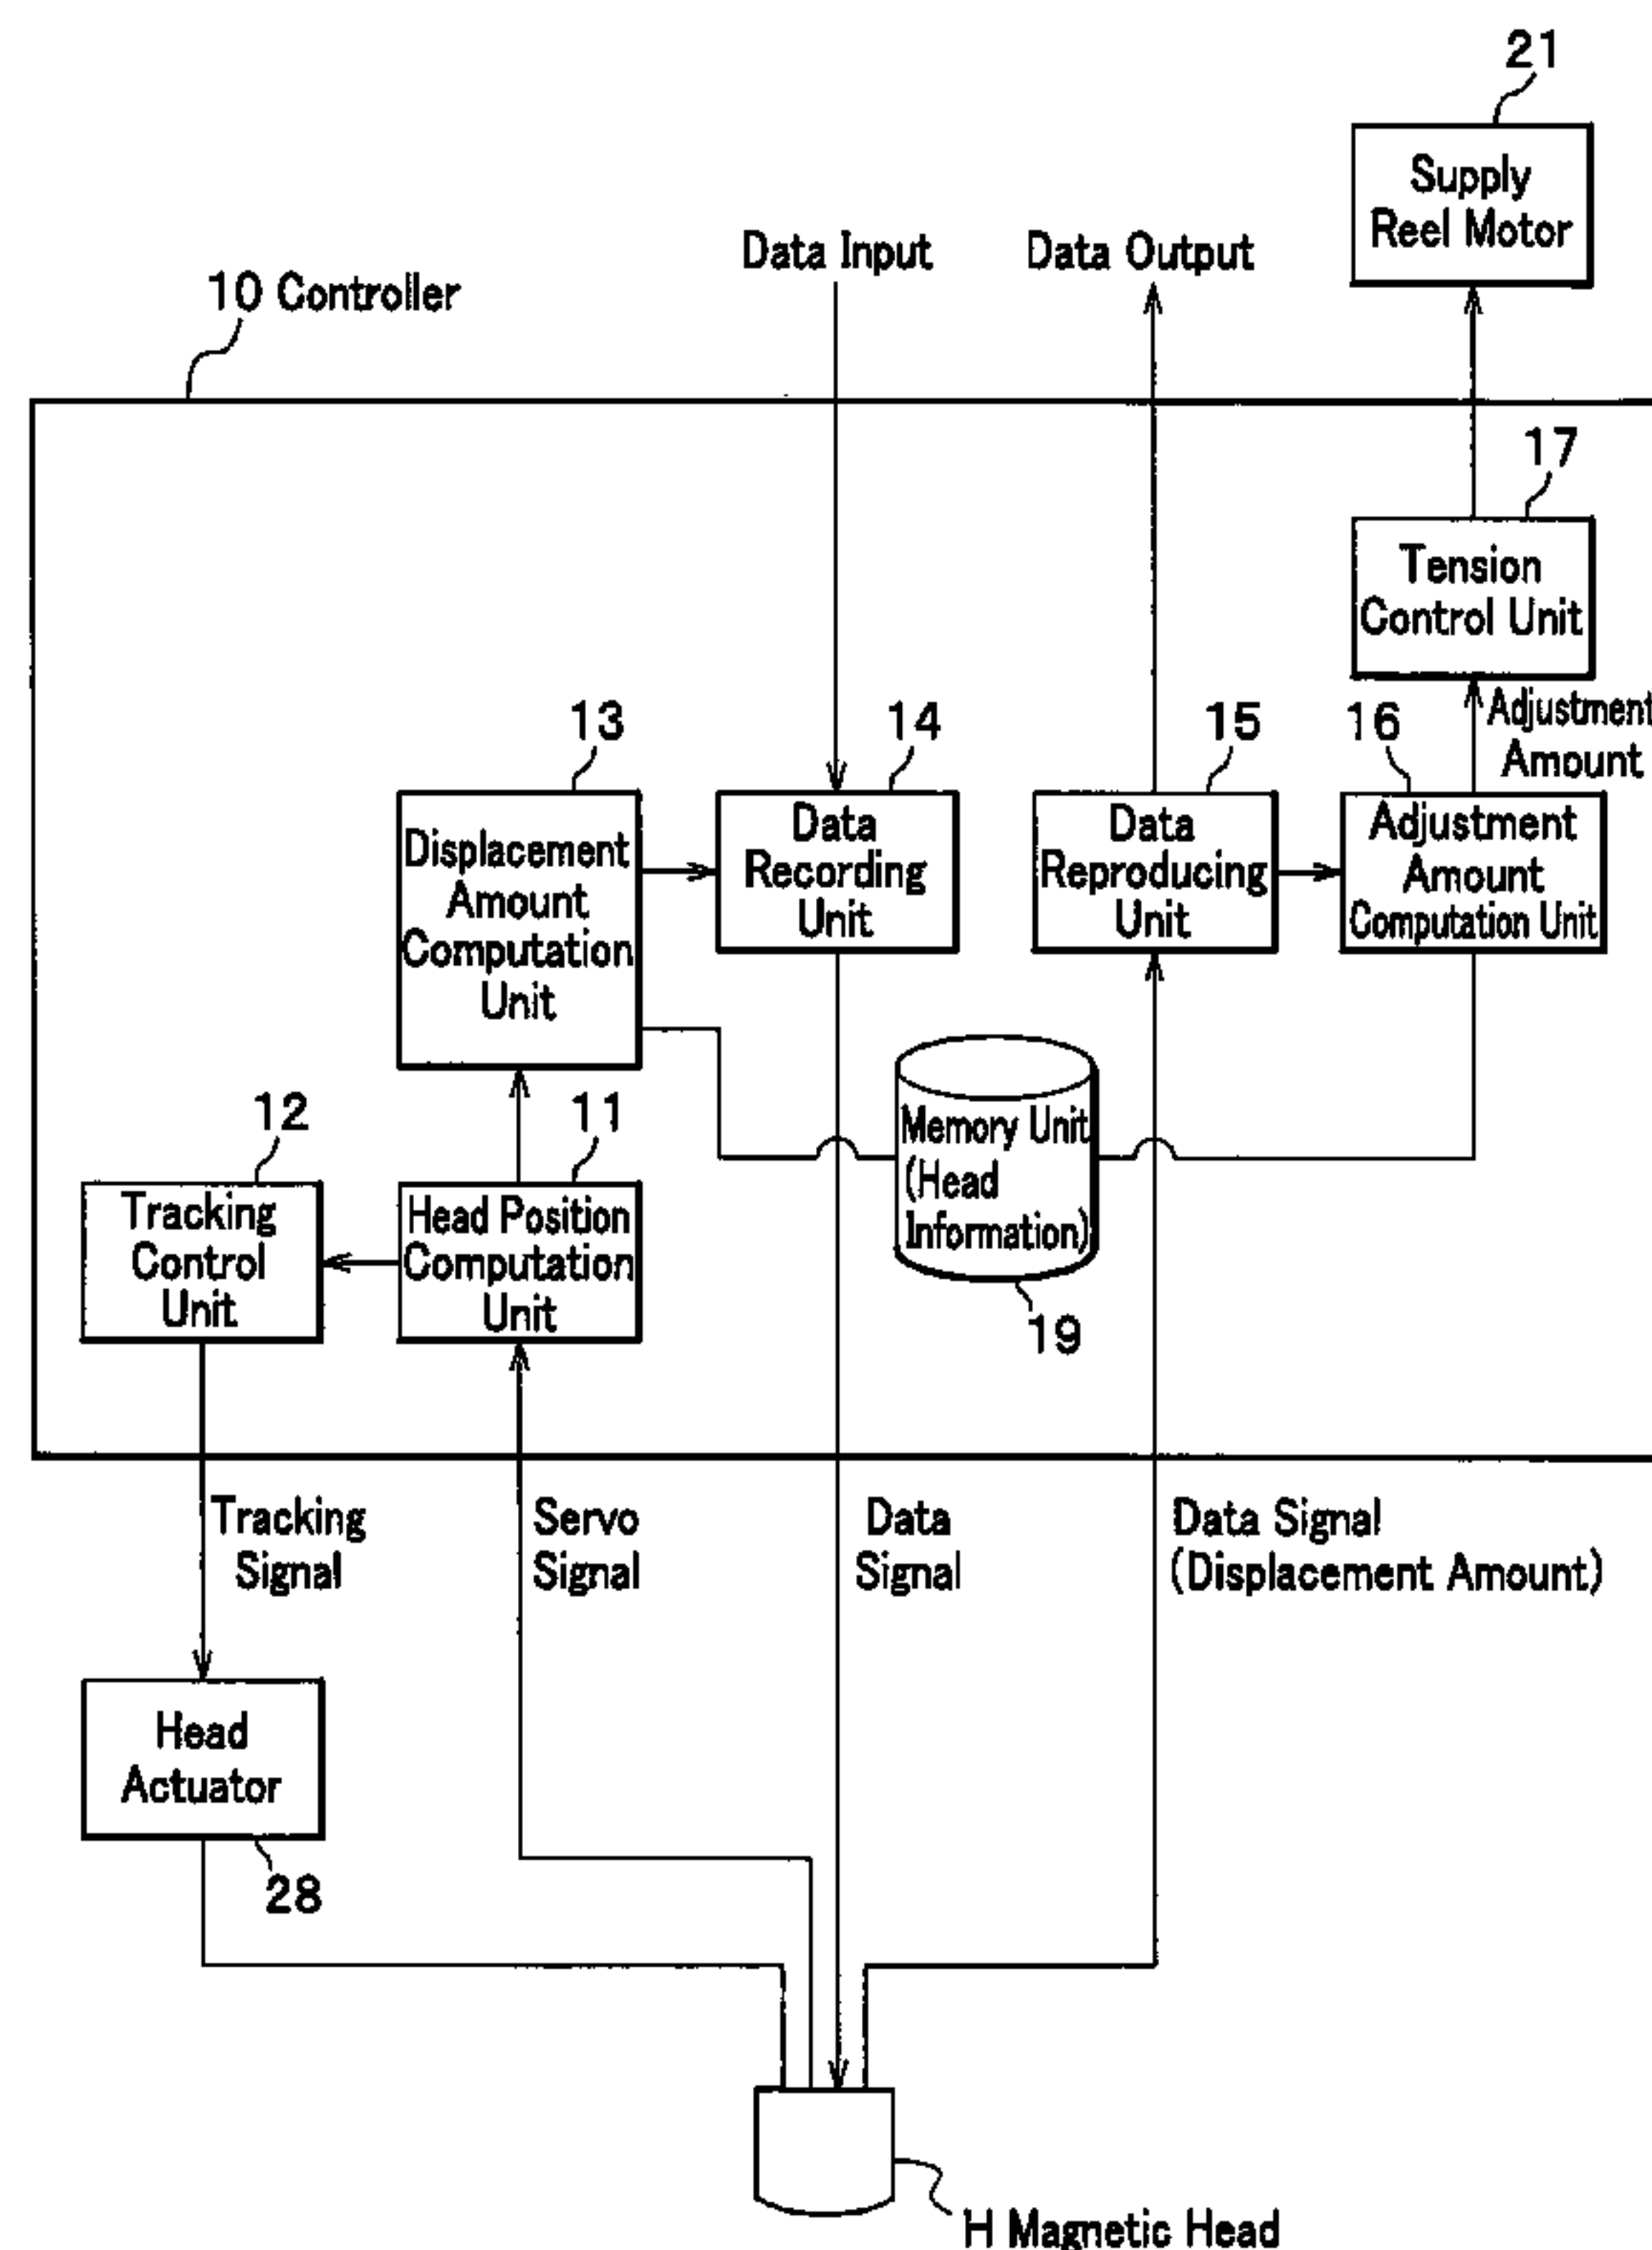 21
Supply
Reel Motor
Data Input
Data Output
10 Controller
17
Tension
Control Unit
Adjustment
Amount
13
14
15
16
Displacement
Amount
Computation
Unit
Data
Recording
Unit
Data
Reproducing
Unit
Adjustment
Amount
Computation Unit
12
11
Memory Unit
(Head
Information)
19
Tracking
Control
Unit
Head Position
Computation
Unit
Tracking
Signal
Servo
Signal
Data
Signal
Data Signal
(Displacement Amount)
Head
Actuator
28
H Magnetic Head